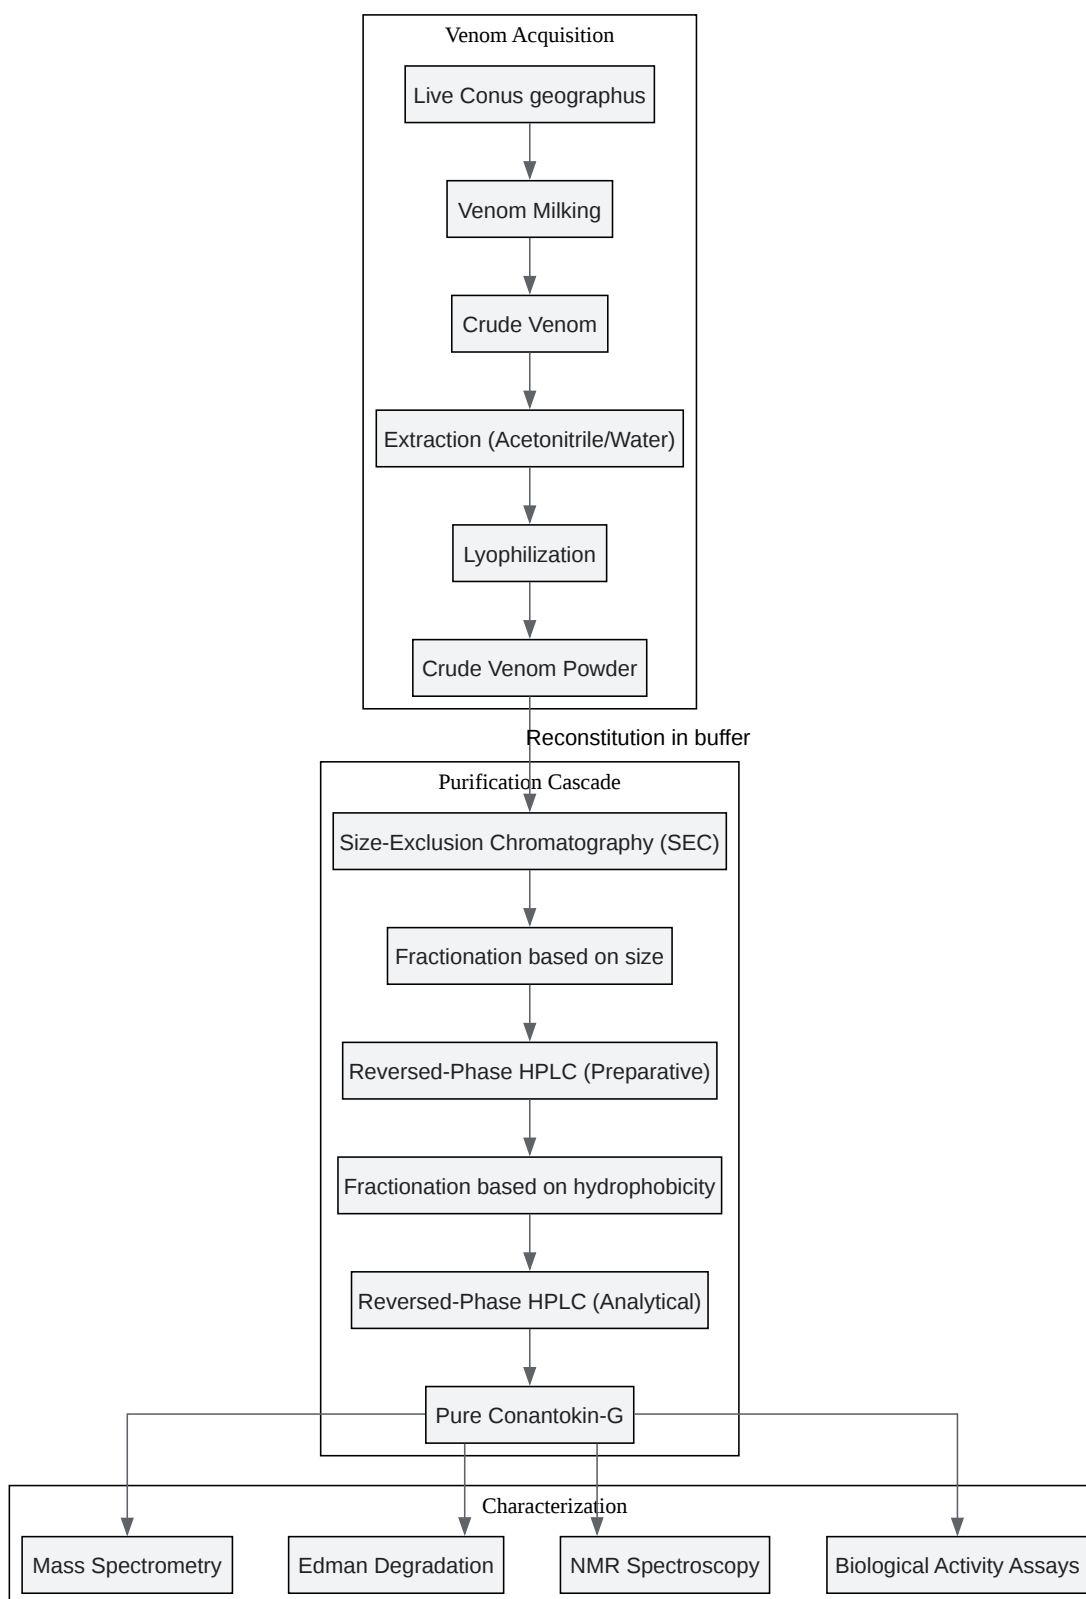 Venom Acquisition
Live Conus geographus
Venom Milking
Crude Venom
Extraction (Acetonitrile/Water)
Lyophilization
Crude Venom Powder
Reconstitution in buffer
Purification Cascade
Size-Exclusion Chromatography (SEC)
Fractionation based on size
Reversed-Phase HPLC (Preparative)
Fractionation based on hydrophobicity
Reversed-Phase HPLC (Analytical)
Pure Conantokin-G
Characterization
Mass Spectrometry
Edman Degradation
NMR Spectroscopy
Biological Activity Assays